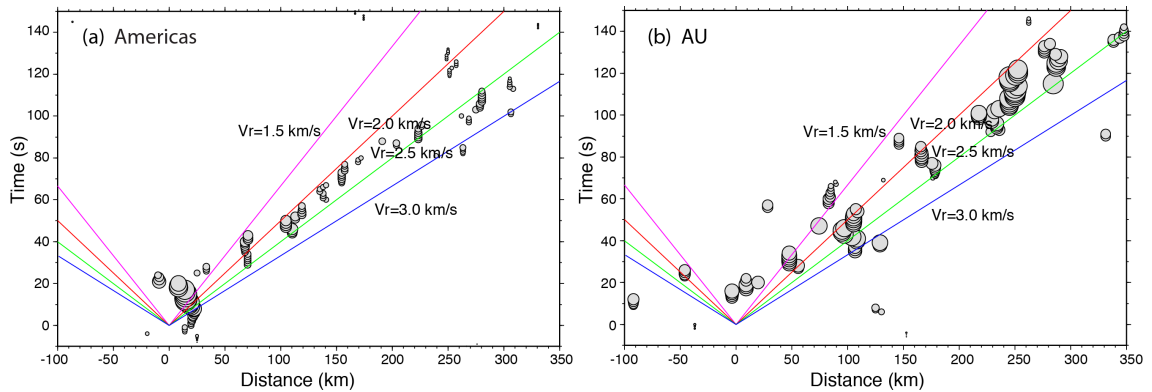 (a) Americas
Time (s)
140
120
100
80
60
40
20
0
Vr=1.5 km/s
Vr=2.0 km/s
Vr=2.5 km/s
Vr=3.0 km/s
-100 -50 0 50 100 150 200 250 300 350
Distance (km)
(b) AU
Time (s)
140
120
100
80
60
40
20
0
Vr=1.5 km/s
Vr=2.0 km/s
Vr=2.5 km/s
Vr=3.0 km/s
-100 -50 0 50 100 150 200 250 300 350
Distance (km)